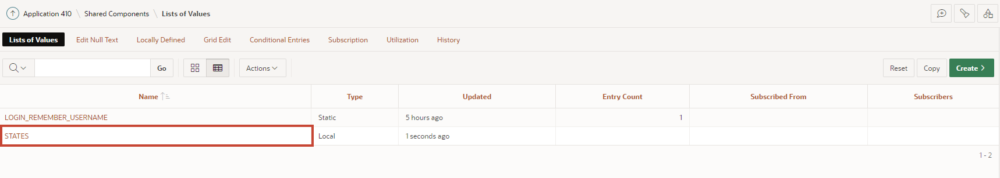 Application 410 \ Shared Components \ Lists of Values
Lists of Values Edit Null Text Locally Defined Grid Edit Conditional Entries Subscription Utilization History
Go Actions Reset Copy Create
Name Type Updated Entry Count Subscribed From Subscribers
LOGIN_REMEMBER_USERNAME Static 5 hours ago 1
STATES Local 1 seconds ago
1 - 2